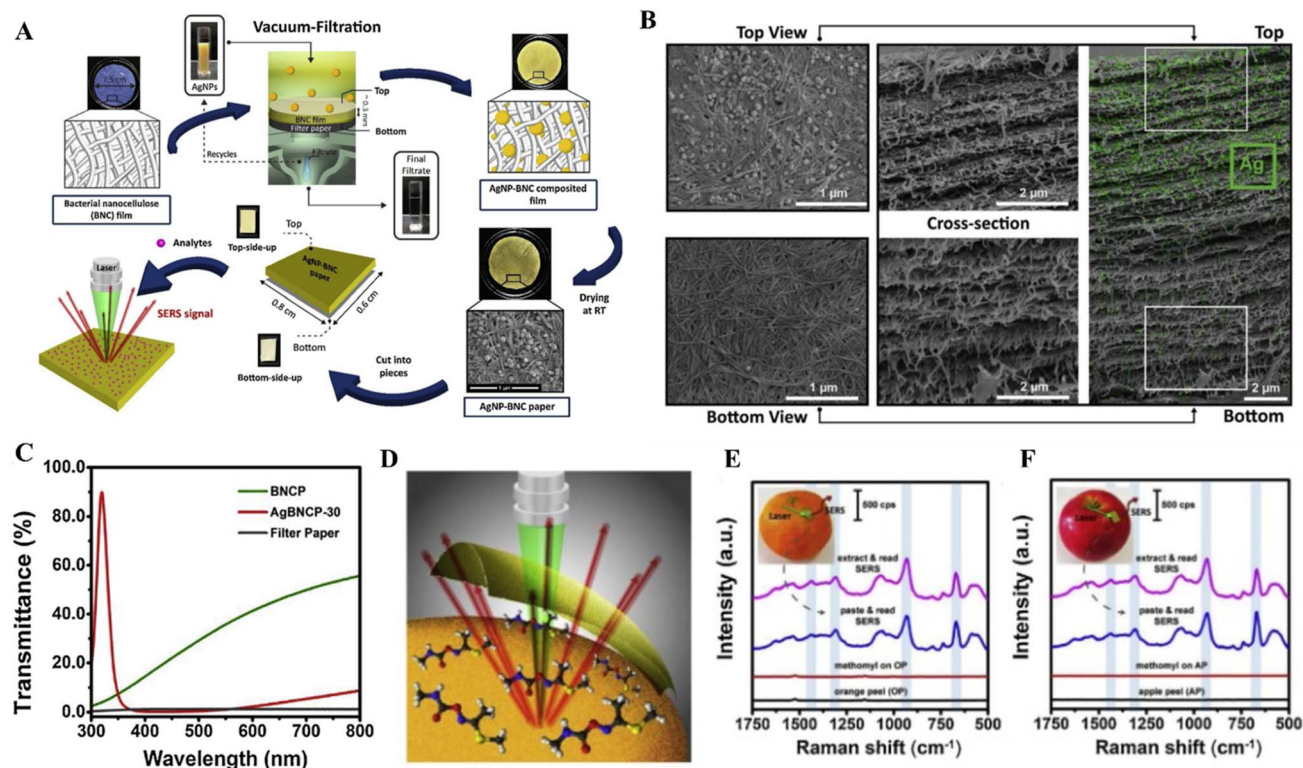 A
Vacuum-Filtration
7.5 cm
AgNPs
Top
BNC film
Filter paper
~0.3 mm
Bottom
Recycles
Filtrate
Final
Filtrate
Bacterial nanocellulose
(BNC) film
AgNP-BNC composited
film
Drying
at RT
1 µm
AgNP-BNC paper
Cut into
pieces
Top-side-up
Top
AgNP-BNC
paper
0.8 cm
0.6 cm
Bottom
Bottom-side-up
Analytes
Laser
SERS signal
B
Top View
Top
1 µm
2 µm
Ag
Cross-section
1 µm
2 µm
2 µm
Bottom View
Bottom
C
Transmittance (%)
100.0
80.0
60.0
40.0
20.0
0.0
BNCP
AgBNCP-30
Filter Paper
300
400
500
600
700
800
Wavelength (nm)
D
E
Intensity (a.u.)
Laser
SERS
500 cps
extract & read
SERS
paste & read
SERS
methomyl on OP
orange peel (OP)
1750
1500
1250
1000
750
500
Raman shift (cm⁻¹)
F
Intensity (a.u.)
Laser
SERS
500 cps
extract & read
SERS
paste & read
SERS
methomyl on AP
apple peel (AP)
1750
1500
1250
1000
750
500
Raman shift (cm⁻¹)